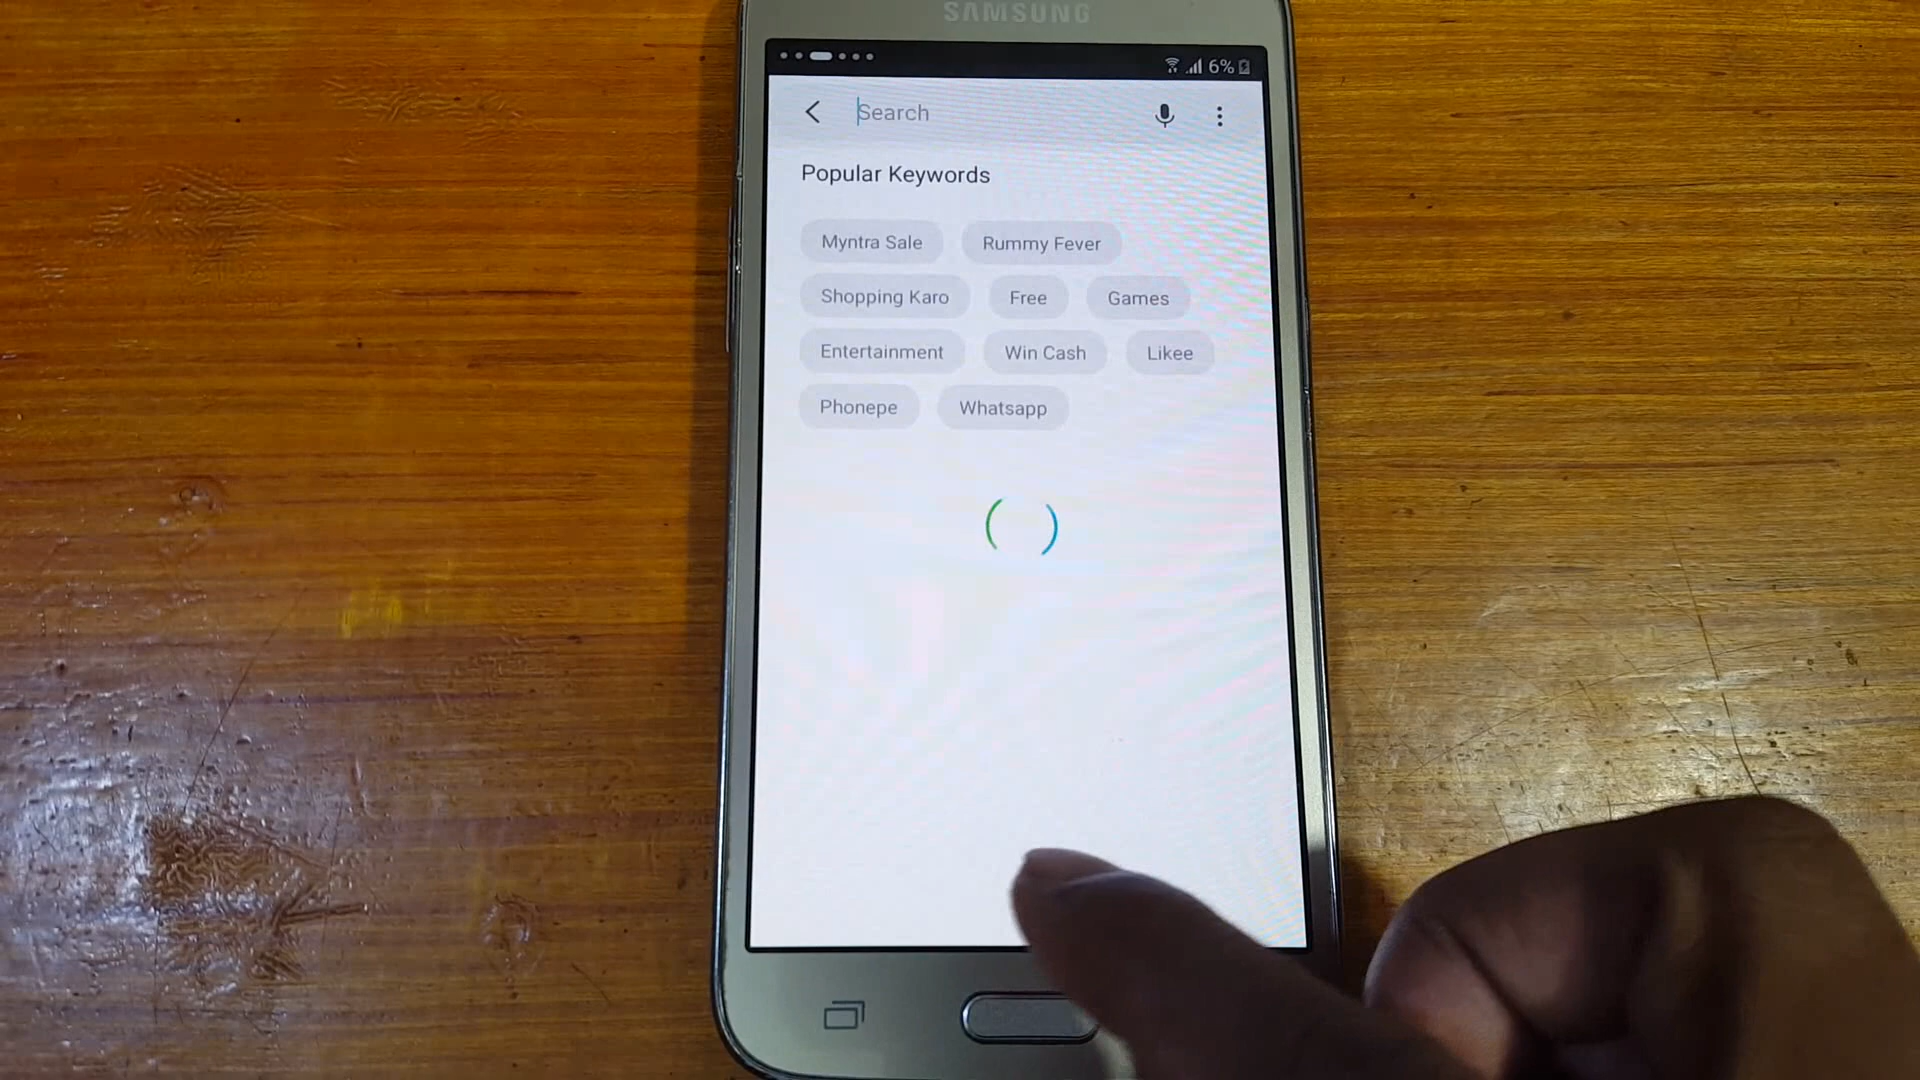 SAMSUNG
6%
Search
Popular Keywords
Myntra Sale Rummy Fever
Shopping Karo Free Games
Entertainment Win Cash Likee
Phonepe Whatsapp